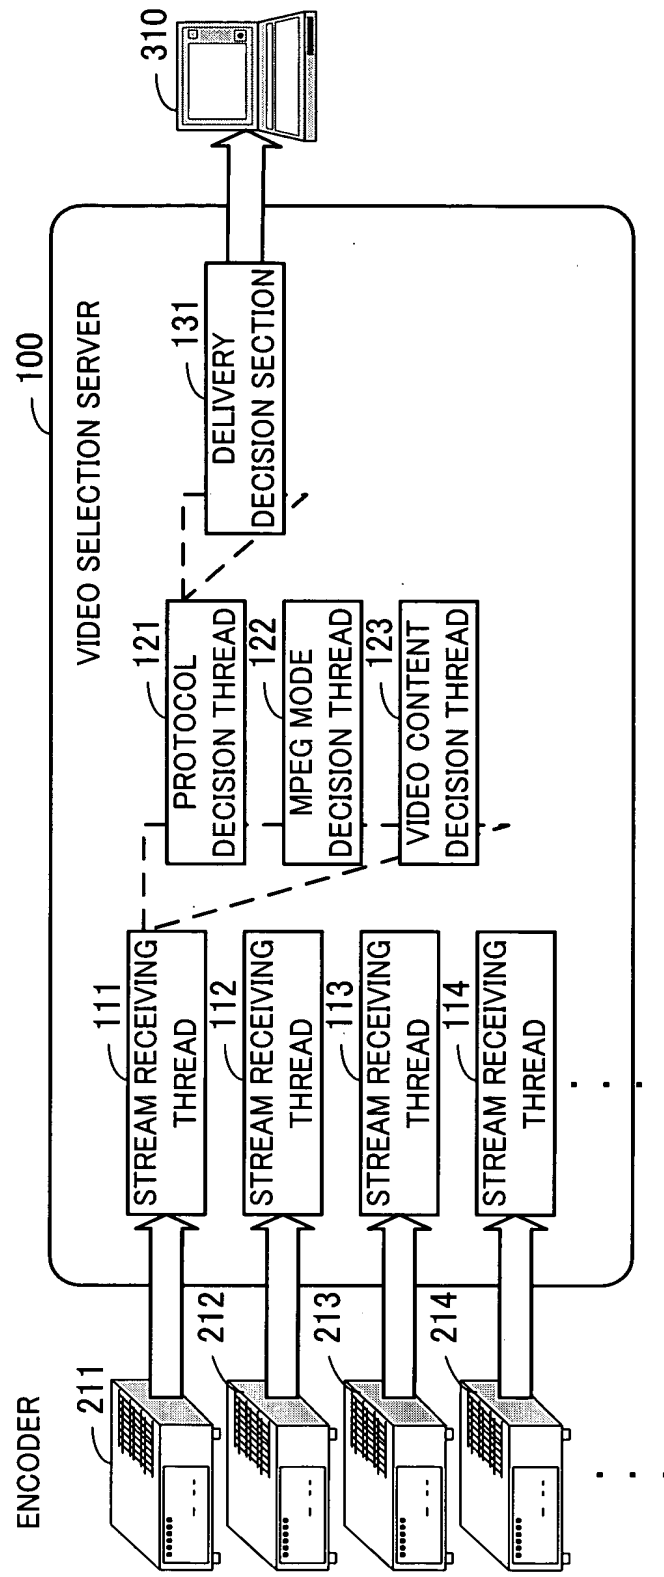 ENCODER
211
212
213
214
. . .
100
VIDEO SELECTION SERVER
111
STREAM RECEIVING
THREAD
112
STREAM RECEIVING
THREAD
113
STREAM RECEIVING
THREAD
114
STREAM RECEIVING
THREAD
. . .
121
PROTOCOL
DECISION THREAD
122
MPEG MODE
DECISION THREAD
123
VIDEO CONTENT
DECISION THREAD
131
DELIVERY
DECISION SECTION
310